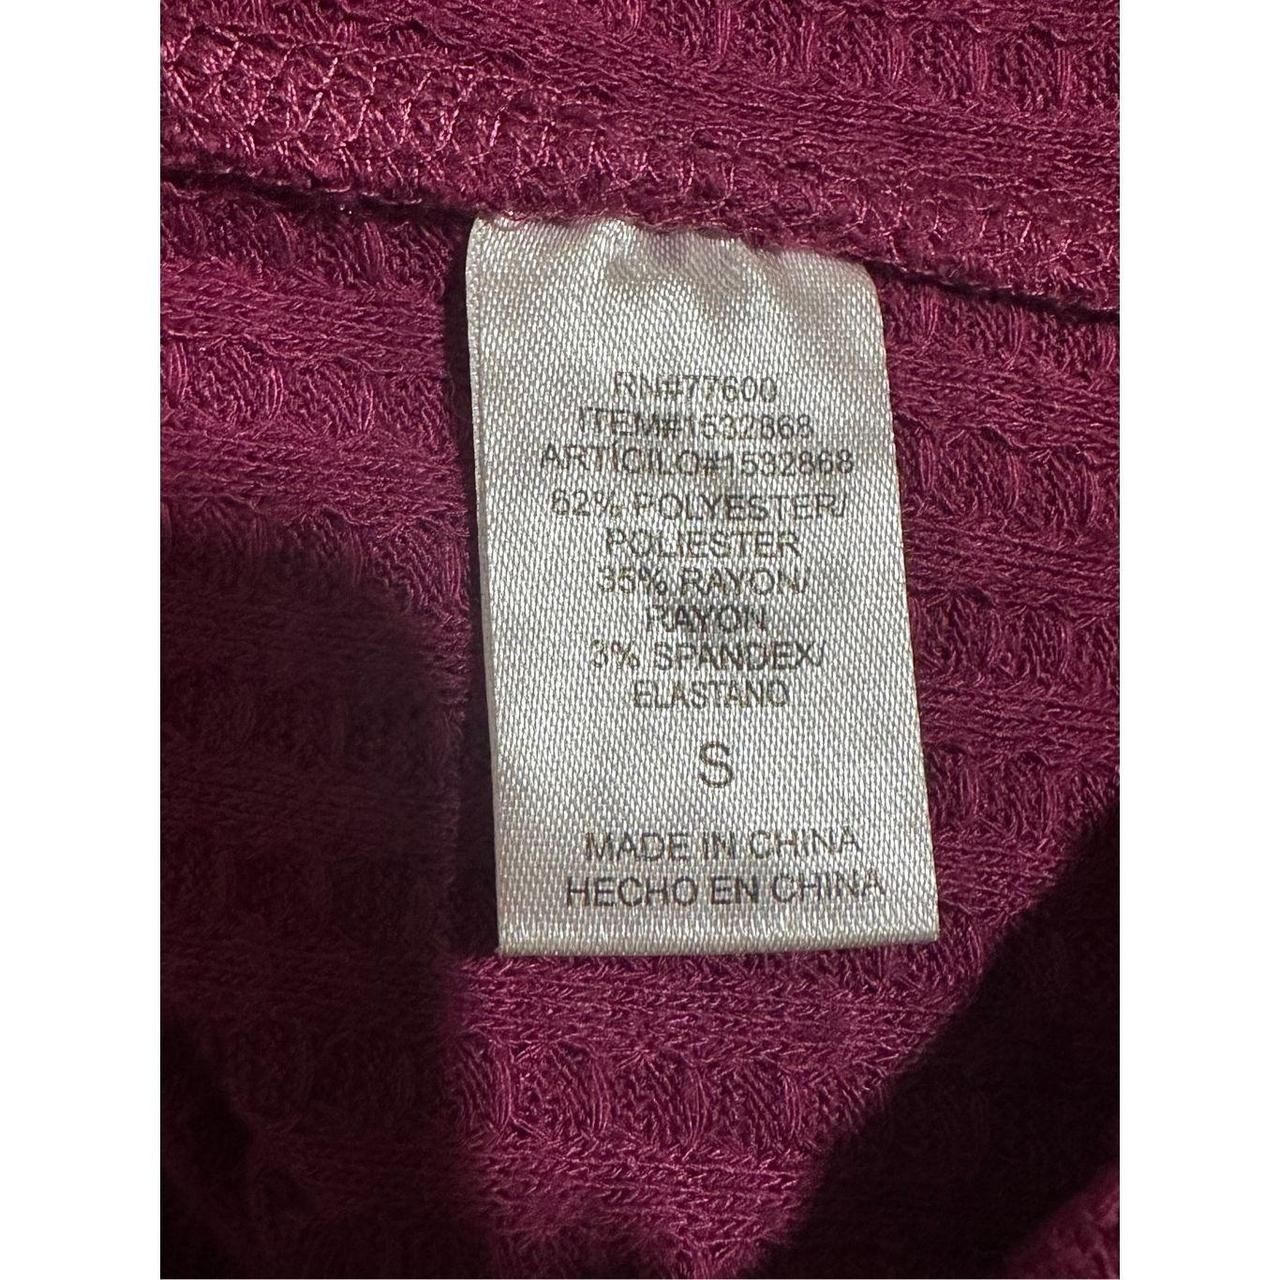 RN#77600
ITEM#1532868
ARTICILO#1532868
62% POLYESTER/
POLIESTER
35% RAYON/
RAYON
3% SPANDEX/
ELASTANO
S
MADE IN CHINA
HECHO EN CHINA